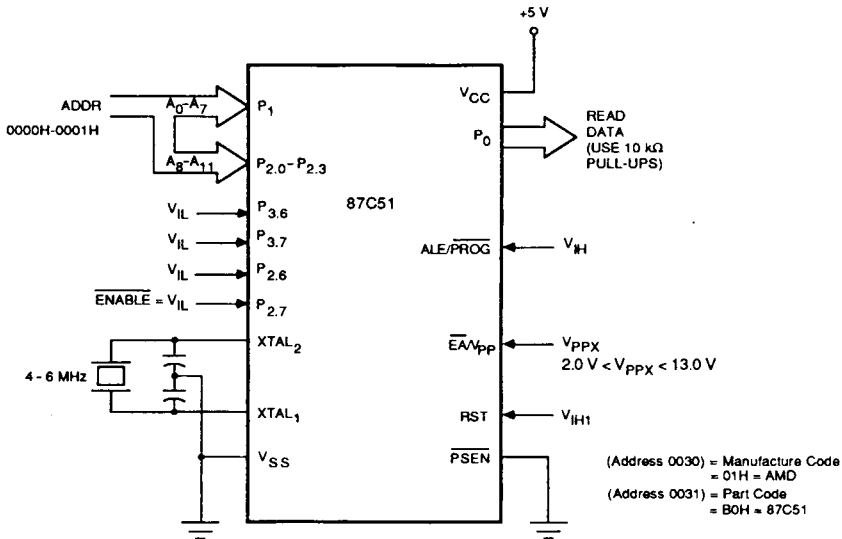 +5 V
ADDR
0000H-0001H
A0-A7
A8-A11
P1
P2.0-P2.3
VIL
P3.6
VIL
P3.7
VIL
P2.6
ENABLE = VIL
P2.7
4 - 6 MHz
XTAL2
XTAL1
VSS
87C51
VCC
P0
READ
DATA
(USE 10 kΩ
PULL-UPS)
ALE/PROG
VIH
EA/VPP
VPPX
2.0 V < VPPX < 13.0 V
RST
VIH1
PSEN
(Address 0030) = Manufacture Code
= 01H = AMD
(Address 0031) = Part Code
= B0H = 87C51